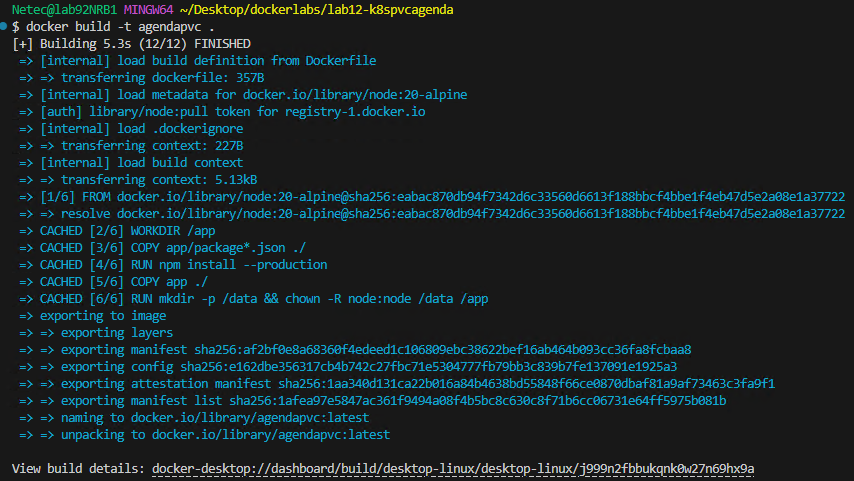 Netec@lab92NRB1 MINGW64 ~/Desktop/dockerlabs/lab12-k8spvcagenda
$ docker build -t agendapvc .
[+] Building 5.3s (12/12) FINISHED
=> [internal] load build definition from Dockerfile
=> => transferring dockerfile: 357B
=> [internal] load metadata for docker.io/library/node:20-alpine
=> [auth] library/node:pull token for registry-1.docker.io
=> [internal] load .dockerignore
=> => transferring context: 227B
=> [internal] load build context
=> => transferring context: 5.13kB
=> [1/6] FROM docker.io/library/node:20-alpine@sha256:eabac870db94f7342d6c33560d6613f188bbcf4bbe1f4eb47d5e2a08e1a37722
=> => resolve docker.io/library/node:20-alpine@sha256:eabac870db94f7342d6c33560d6613f188bbcf4bbe1f4eb47d5e2a08e1a37722
=> CACHED [2/6] WORKDIR /app
=> CACHED [3/6] COPY app/package*.json ./
=> CACHED [4/6] RUN npm install --production
=> CACHED [5/6] COPY app ./
=> CACHED [6/6] RUN mkdir -p /data && chown -R node:node /data /app
=> exporting to image
=> => exporting layers
=> => exporting manifest sha256:af2bf0e8a68360f4edeed1c106809ebc38622bef16ab464b093cc36fa8fcbaa8
=> => exporting config sha256:e162dbe356317cb4b742c27fbc71e5304777fb79bb3c839b7fe137091e1925a3
=> => exporting attestation manifest sha256:1aa340d131ca22b016a84b4638bd55848f66ce0870dbaf81a9af73463c3fa9f1
=> => exporting manifest list sha256:1afea97e5847ac361f9494a08f4b5bc8c630c8f71b6cc06731e64ff5975b081b
=> => naming to docker.io/library/agendapvc:latest
=> => unpacking to docker.io/library/agendapvc:latest
View build details: docker-desktop://dashboard/build/desktop-linux/desktop-linux/j999n2fbbukqnk0w27n69hx9a